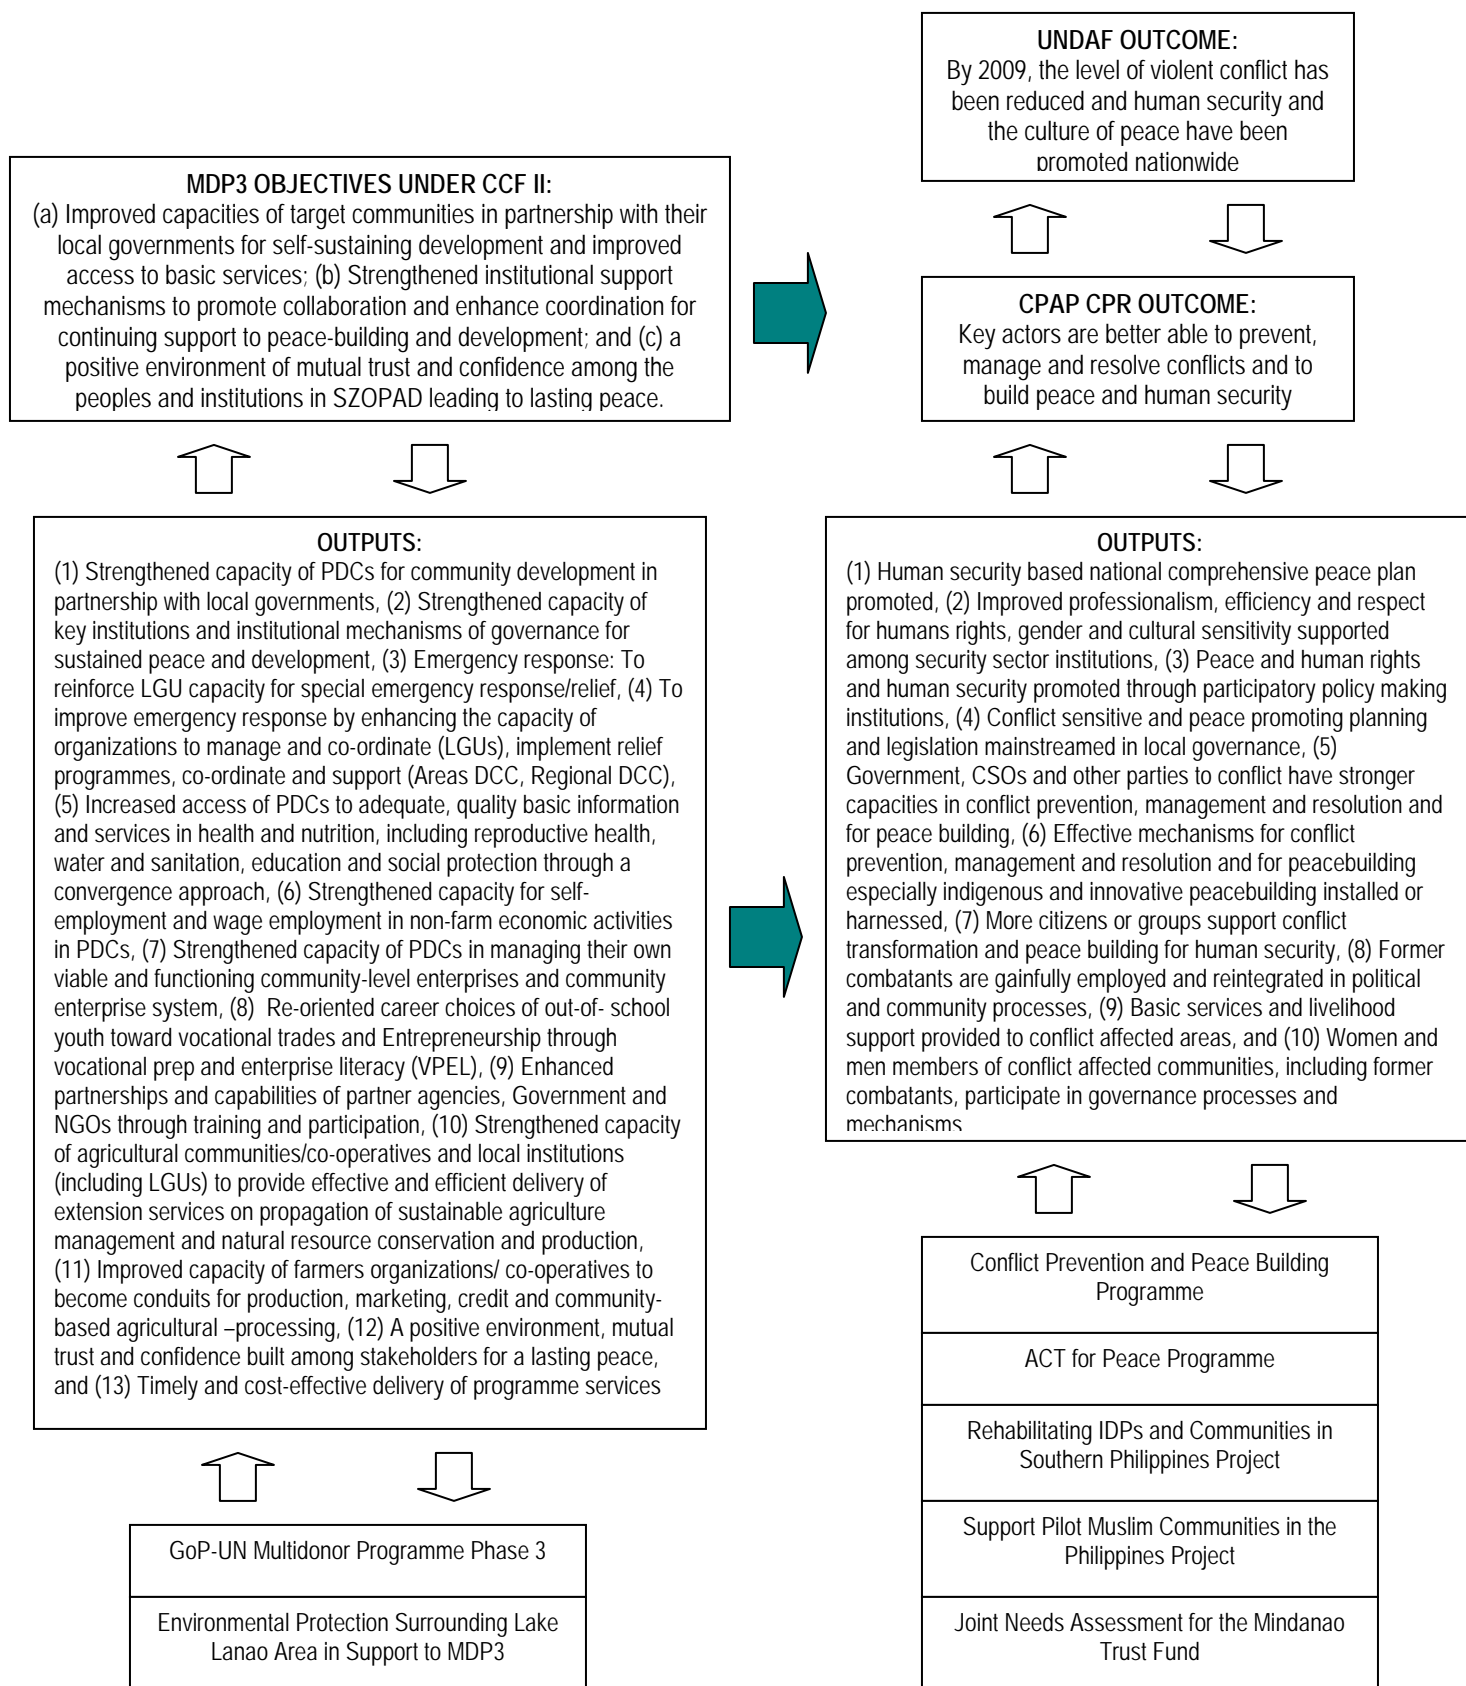 UNDAF OUTCOME:
By 2009, the level of violent conflict has
been reduced and human security and
the culture of peace have been
promoted nationwide
MDP3 OBJECTIVES UNDER CCF II:
(a) Improved capacities of target communities in partnership with their
local governments for self-sustaining development and improved
access to basic services; (b) Strengthened institutional support
mechanisms to promote collaboration and enhance coordination for
continuing support to peace-building and development; and (c) a
positive environment of mutual trust and confidence among the
peoples and institutions in SZOPAD leading to lasting peace.
CPAP CPR OUTCOME:
Key actors are better able to prevent,
manage and resolve conflicts and to
build peace and human security
OUTPUTS:
(1) Strengthened capacity of PDCs for community development in
partnership with local governments, (2) Strengthened capacity of
key institutions and institutional mechanisms of governance for
sustained peace and development, (3) Emergency response: To
reinforce LGU capacity for special emergency response/relief, (4) To
improve emergency response by enhancing the capacity of
organizations to manage and co-ordinate (LGUs), implement relief
programmes, co-ordinate and support (Areas DCC, Regional DCC),
(5) Increased access of PDCs to adequate, quality basic information
and services in health and nutrition, including reproductive health,
water and sanitation, education and social protection through a
convergence approach, (6) Strengthened capacity for self-
employment and wage employment in non-farm economic activities
in PDCs, (7) Strengthened capacity of PDCs in managing their own
viable and functioning community-level enterprises and community
enterprise system, (8) Re-oriented career choices of out-of- school
youth toward vocational trades and Entrepreneurship through
vocational prep and enterprise literacy (VPEL), (9) Enhanced
partnerships and capabilities of partner agencies, Government and
NGOs through training and participation, (10) Strengthened capacity
of agricultural communities/co-operatives and local institutions
(including LGUs) to provide effective and efficient delivery of
extension services on propagation of sustainable agriculture
management and natural resource conservation and production,
(11) Improved capacity of farmers organizations/ co-operatives to
become conduits for production, marketing, credit and community-
based agricultural –processing, (12) A positive environment, mutual
trust and confidence built among stakeholders for a lasting peace,
and (13) Timely and cost-effective delivery of programme services
OUTPUTS:
(1) Human security based national comprehensive peace plan
promoted, (2) Improved professionalism, efficiency and respect
for humans rights, gender and cultural sensitivity supported
among security sector institutions, (3) Peace and human rights
and human security promoted through participatory policy making
institutions, (4) Conflict sensitive and peace promoting planning
and legislation mainstreamed in local governance, (5)
Government, CSOs and other parties to conflict have stronger
capacities in conflict prevention, management and resolution and
for peace building, (6) Effective mechanisms for conflict
prevention, management and resolution and for peacebuilding
especially indigenous and innovative peacebuilding installed or
harnessed, (7) More citizens or groups support conflict
transformation and peace building for human security, (8) Former
combatants are gainfully employed and reintegrated in political
and community processes, (9) Basic services and livelihood
support provided to conflict affected areas, and (10) Women and
men members of conflict affected communities, including former
combatants, participate in governance processes and
mechanisms
GoP-UN Multidonor Programme Phase 3
Environmental Protection Surrounding Lake
Lanao Area in Support to MDP3
Conflict Prevention and Peace Building
Programme
ACT for Peace Programme
Rehabilitating IDPs and Communities in
Southern Philippines Project
Support Pilot Muslim Communities in the
Philippines Project
Joint Needs Assessment for the Mindanao
Trust Fund